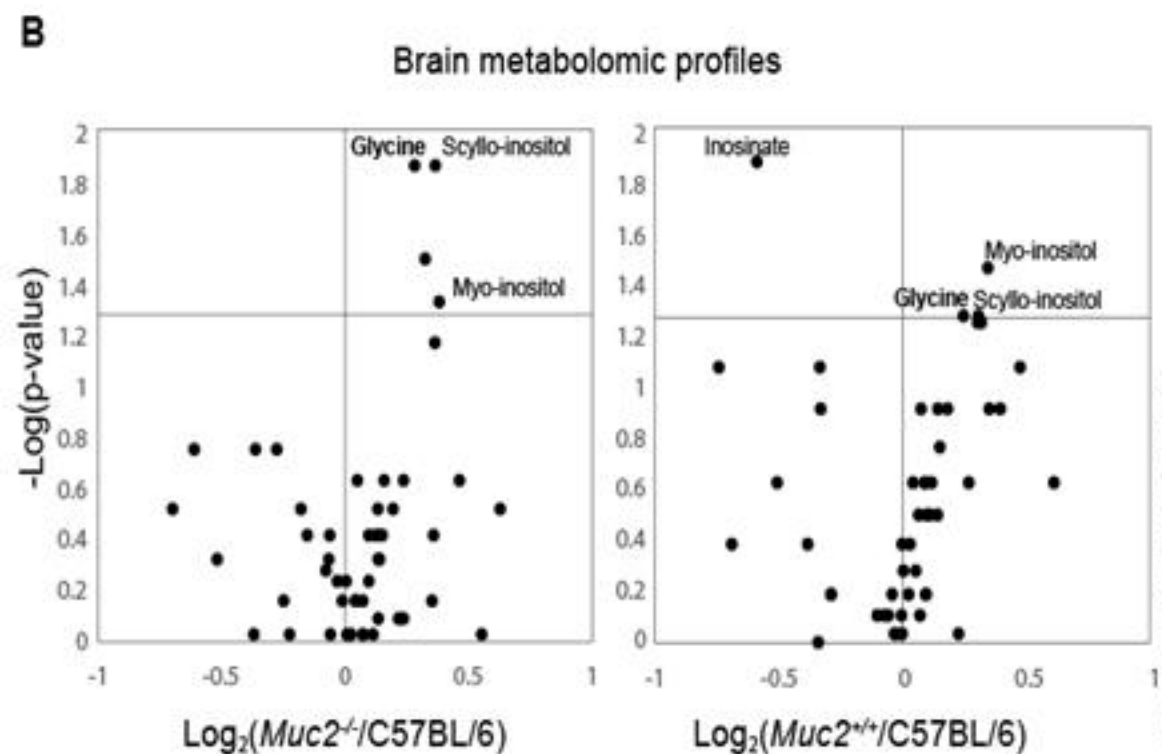 B
Brain metabolomic profiles
-Log(p-value)
2
1.8
1.6
1.4
1.2
1
0.8
0.6
0.4
0.2
0
Glycine Scyllo-inositol
Myo-inositol
-1 -0.5 0 0.5 1
Log₂(Muc2⁻/⁻/C57BL/6)
2
1.8
1.6
1.4
1.2
1
0.8
0.6
0.4
0.2
0
Inosinate
Myo-inositol
Glycine Scyllo-inositol
-1 -0.5 0 0.5 1
Log₂(Muc2⁺/⁺/C57BL/6)